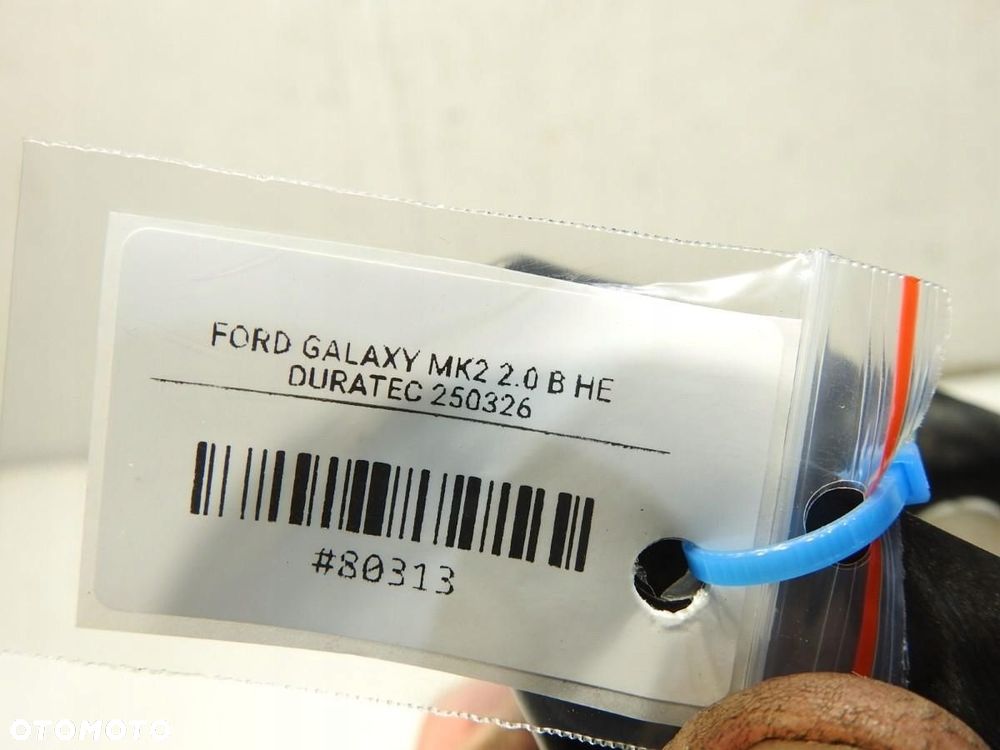 FORD GALAXY MK2 2.0 B HE
DURATEC 250326
#80313
OTOMOTO